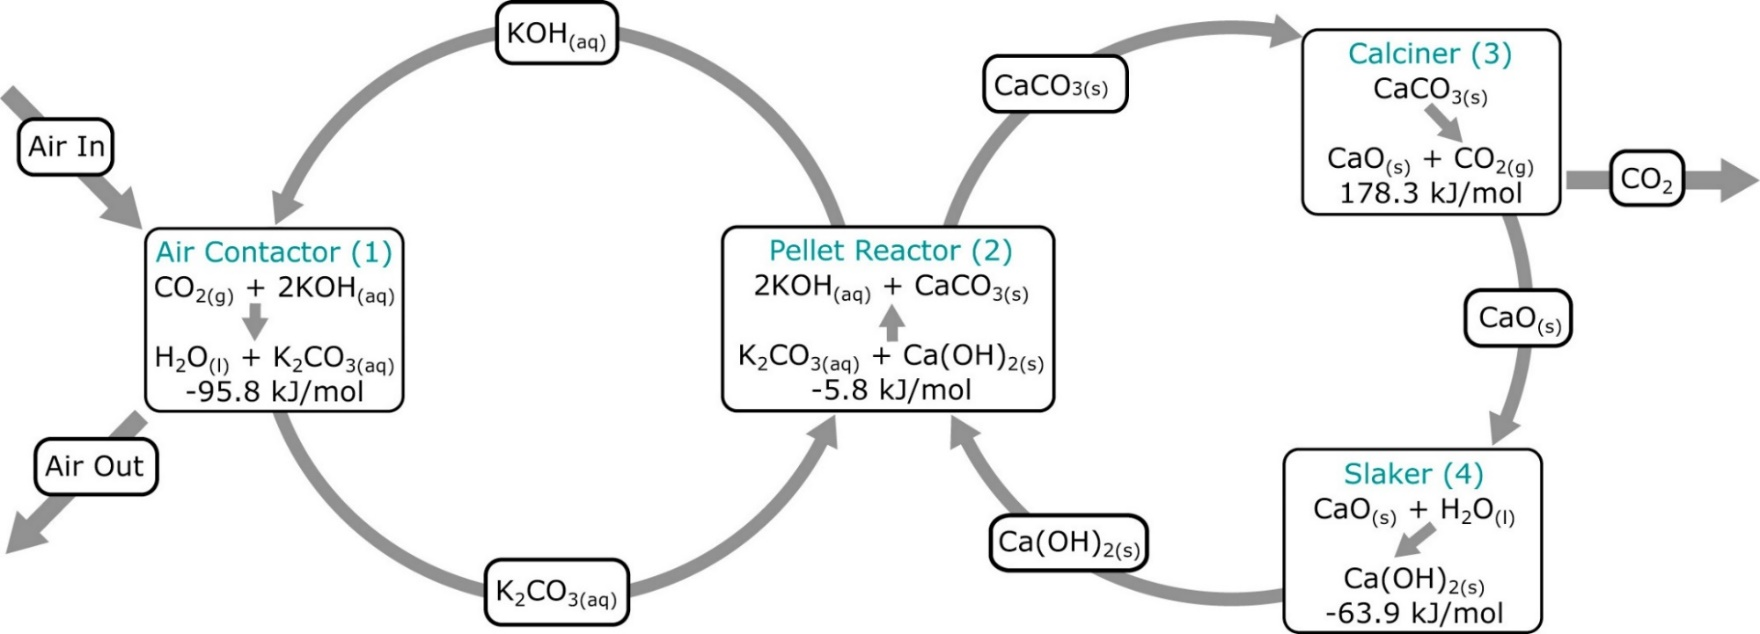 KOH(aq)
Air In
Air Contactor (1)
CO₂(g) + 2KOH(aq)
H₂O(l) + K₂CO₃(aq)
-95.8 kJ/mol
Air Out
K₂CO₃(aq)
Pellet Reactor (2)
2KOH(aq) + CaCO₃(s)
K₂CO₃(aq) + Ca(OH)₂(s)
-5.8 kJ/mol
CaCO₃(s)
Calciner (3)
CaCO₃(s)
CaO(s) + CO₂(g)
178.3 kJ/mol
CO₂
CaO(s)
Slaker (4)
CaO(s) + H₂O(l)
Ca(OH)₂(s)
-63.9 kJ/mol
Ca(OH)₂(s)